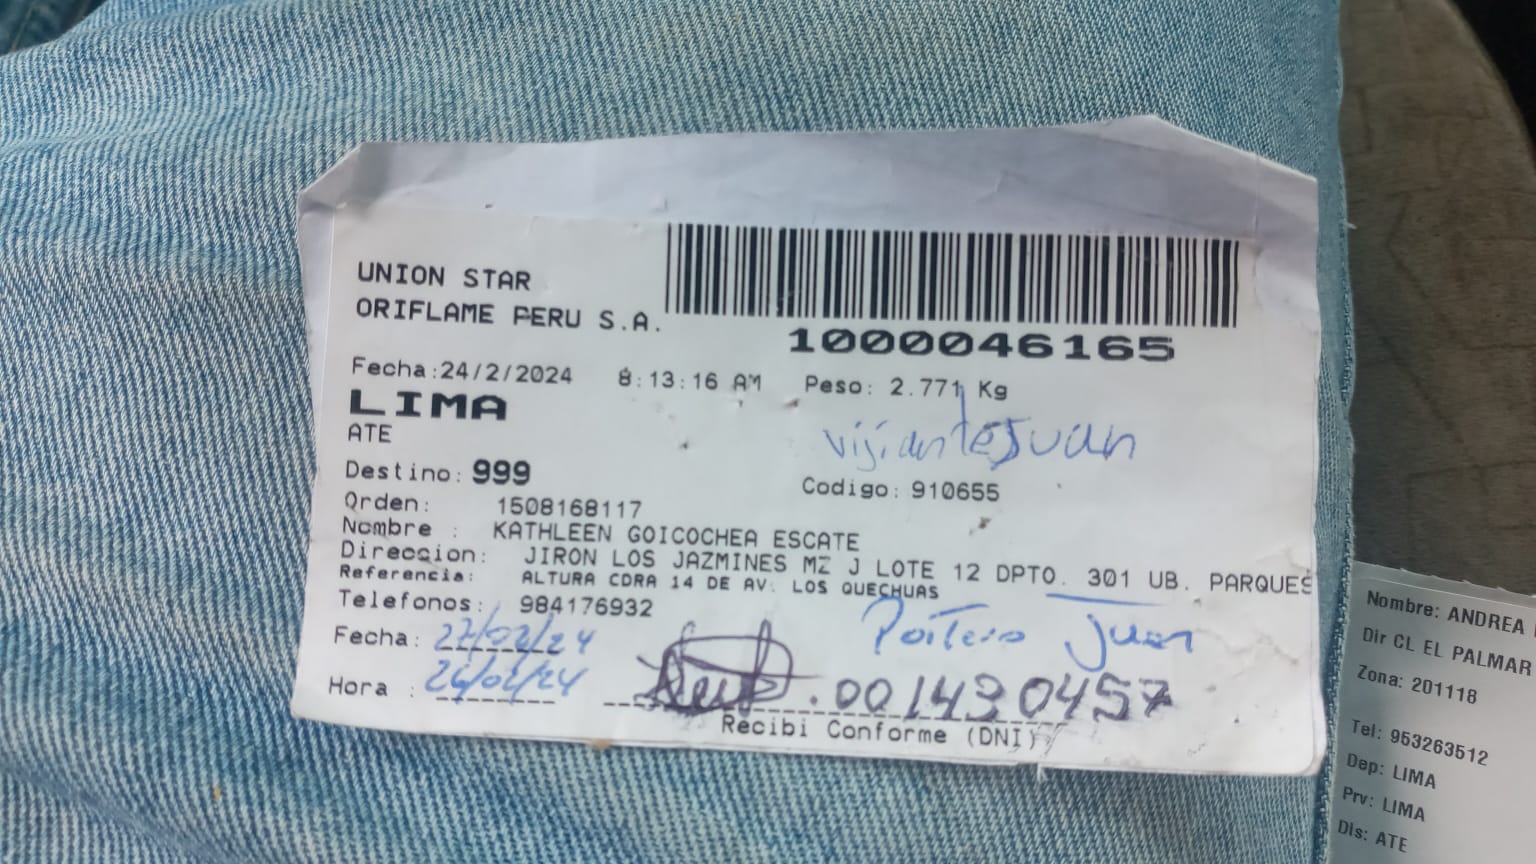 UNION STAR
ORIFLAME PERU S.A.
1000046165
Fecha:24/2/2024 8:13:16 AM Peso: 2.771 Kg
LIMA
ATE
vijiante Juan
Destino: 999
Codigo: 910655
Orden: 1508168117
Nombre : KATHLEEN GOICOCHEA ESCATE
Direccion: JIRON LOS JAZMINES MZ J LOTE 12 DPTO. 301 UB. PARQUES
Referencia: ALTURA CDRA 14 DE AV. LOS QUECHUAS
Telefonos: 984176932
Portero Juan
Fecha: 27/02/24
Hora : 26/02/24
001430457
Recibi Conforme (DNI)
Nombre: ANDREA
Dir CL EL PALMAR
Zona: 201118
Tel: 953263512
Dep: LIMA
Prv: LIMA
Dis: ATE